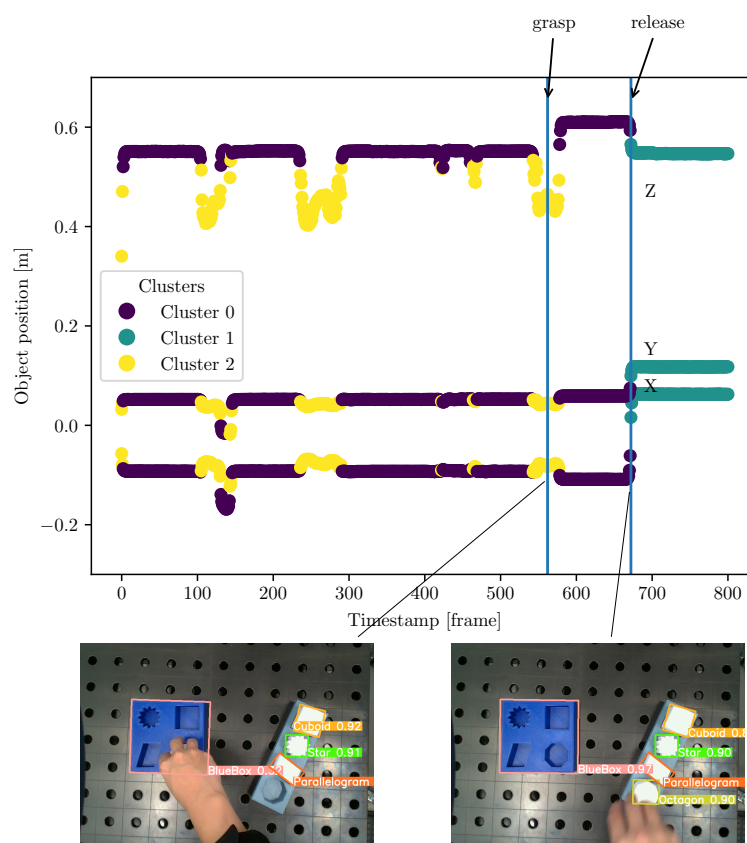 grasp
release
0.6
0.4
0.2
0.0
−0.2
Object position [m]
Clusters
Cluster 0
Cluster 1
Cluster 2
Z
Y
X
0
100
200
300
400
500
600
700
800
Timestamp [frame]
Cuboid 0.92
Star 0.91
BlueBox
Parallelogram
Cuboid
Star 0.90
BlueBox 0.97
Parallelogram
Octagon 0.90